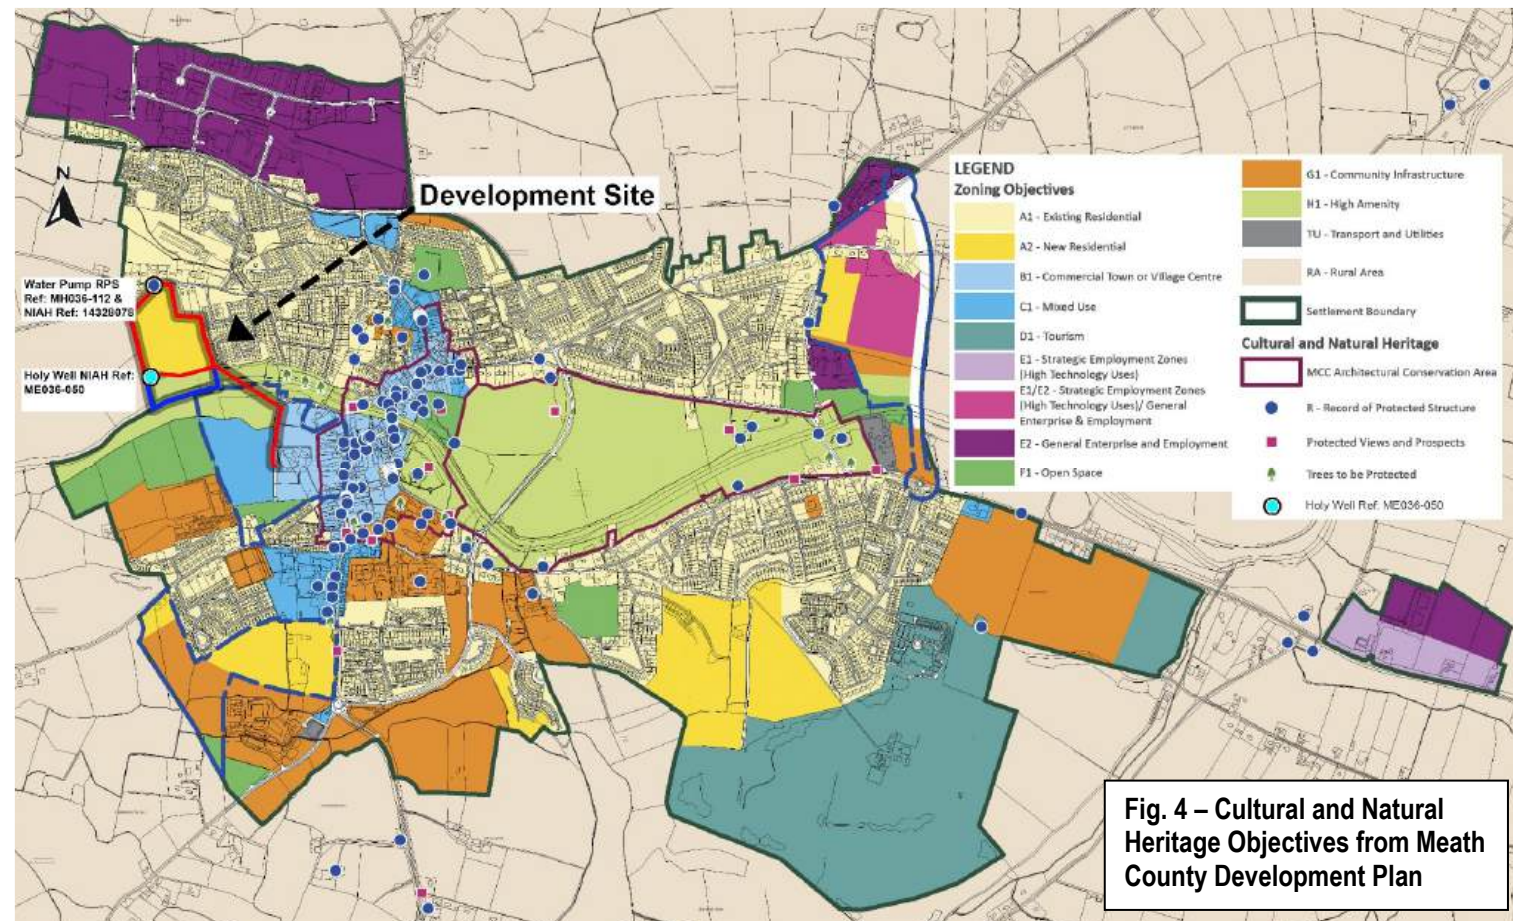 N
Development Site
Water Pump RPS
Ref: MH036-112 &
NIAH Ref: 14328078
Holy Well NIAH Ref:
ME036-050
LEGEND
Zoning Objectives
A1 - Existing Residential
A2 - New Residential
B1 - Commercial Town or Village Centre
C1 - Mixed Use
D1 - Tourism
E1 - Strategic Employment Zones
(High Technology Uses)
E1/E2 - Strategic Employment Zones
(High Technology Uses)/ General
Enterprise & Employment
E2 - General Enterprise and Employment
F1 - Open Space
G1 - Community Infrastructure
H1 - High Amenity
TU - Transport and Utilities
RA - Rural Area
Settlement Boundary
Cultural and Natural Heritage
MCC Architectural Conservation Area
R - Record of Protected Structure
Protected Views and Prospects
Trees to be Protected
Holy Well Ref: ME036-050
Fig. 4 – Cultural and Natural
Heritage Objectives from Meath
County Development Plan